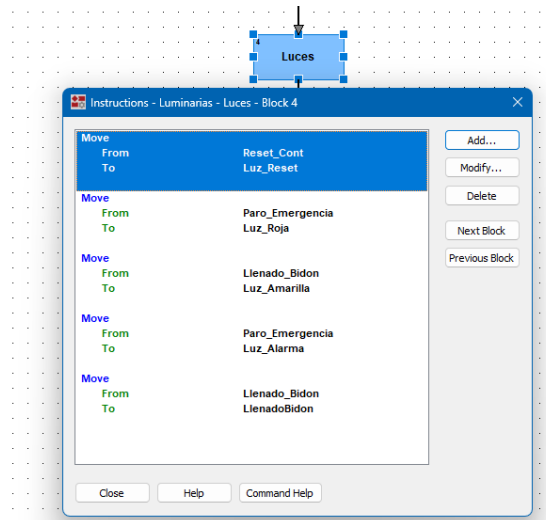 4
Luces
Instructions - Luminarias - Luces - Block 4
Move
From Reset_Cont
To Luz_Reset
Move
From Paro_Emergencia
To Luz_Roja
Move
From Llenado_Bidon
To Luz_Amarilla
Move
From Paro_Emergencia
To Luz_Alarma
Move
From Llenado_Bidon
To LlenadoBidon
Add...
Modify...
Delete
Next Block
Previous Block
Close Help Command Help